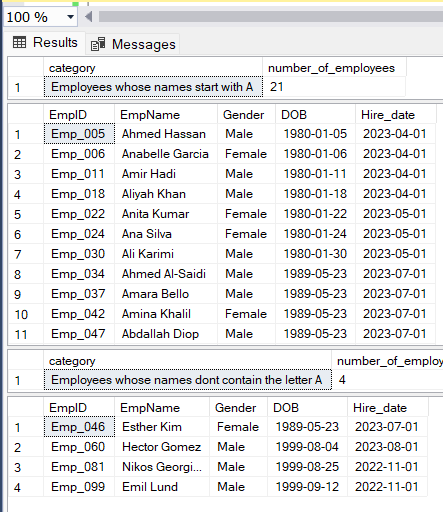 100 %
Results Messages
category number_of_employees
1 Employees whose names start with A 21
EmpID EmpName Gender DOB Hire_date
1 Emp_005 Ahmed Hassan Male 1980-01-05 2023-04-01
2 Emp_006 Anabelle Garcia Female 1980-01-06 2023-04-01
3 Emp_011 Amir Hadi Male 1980-01-11 2023-04-01
4 Emp_018 Aliyah Khan Male 1980-01-18 2023-04-01
5 Emp_022 Anita Kumar Female 1980-01-22 2023-05-01
6 Emp_024 Ana Silva Female 1980-01-24 2023-05-01
7 Emp_030 Ali Karimi Male 1980-01-30 2023-05-01
8 Emp_034 Ahmed Al-Saidi Male 1989-05-23 2023-07-01
9 Emp_037 Amara Bello Male 1989-05-23 2023-07-01
10 Emp_042 Amina Khalil Female 1989-05-23 2023-07-01
11 Emp_047 Abdallah Diop Male 1989-05-23 2023-07-01
category number_of_employ
1 Employees whose names dont contain the letter A 4
EmpID EmpName Gender DOB Hire_date
1 Emp_046 Esther Kim Female 1989-05-23 2023-07-01
2 Emp_060 Hector Gomez Male 1999-08-04 2023-08-01
3 Emp_081 Nikos Georgi... Male 1999-08-25 2022-11-01
4 Emp_099 Emil Lund Male 1999-09-12 2022-11-01